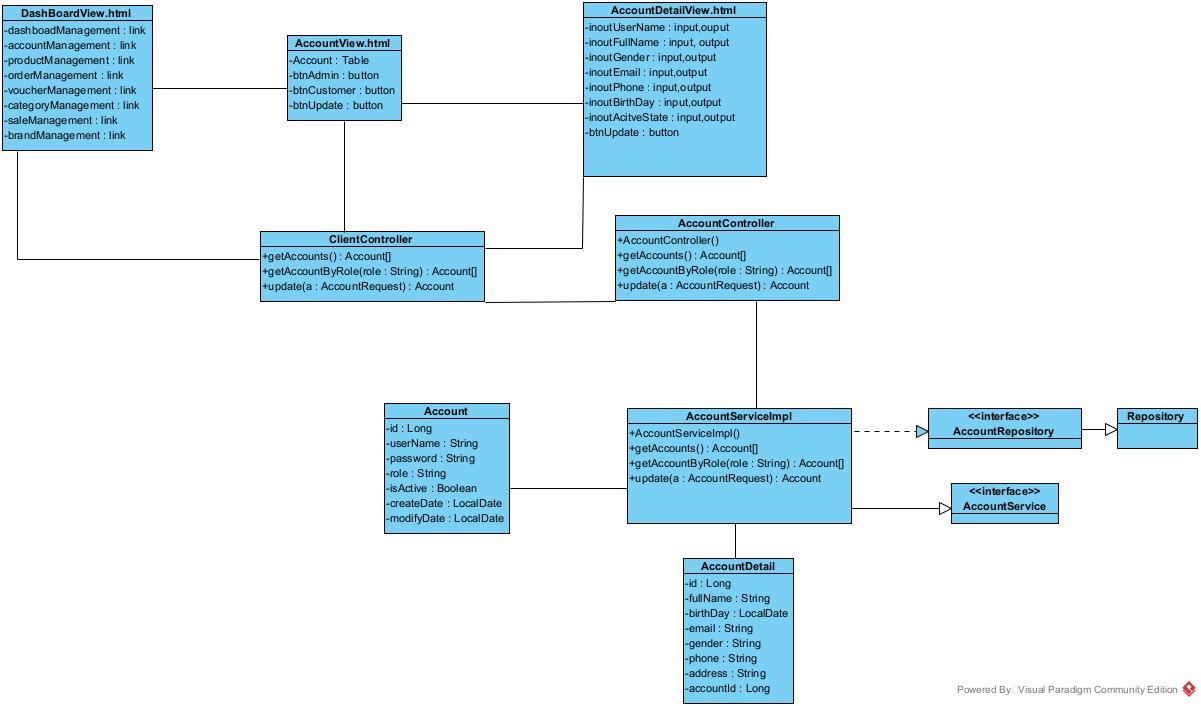 DashBoardView.html
-dashboadManagement : link
-accountManagement : link
-productManagement : link
-orderManagement : link
-voucherManagement : link
-categoryManagement : link
-saleManagement : link
-brandManagement : link
AccountView.html
-Account : Table
-btnAdmin : button
-btnCustomer : button
-btnUpdate : button
AccountDetailView.html
-inoutUserName : input,ouput
-inoutFullName : input, output
-inoutGender : input,output
-inoutEmail : input,output
-inoutPhone : input,output
-inoutBirthDay : input,output
-inoutAcitveState : input,output
-btnUpdate : button
ClientController
+getAccounts() : Account[]
+getAccountByRole(role : String) : Account[]
+update(a : AccountRequest) : Account
AccountController
+AccountController()
+getAccounts() : Account[]
+getAccountByRole(role : String) : Account[]
+update(a : AccountRequest) : Account
Account
-id : Long
-userName : String
-password : String
-role : String
-isActive : Boolean
-createDate : LocalDate
-modifyDate : LocalDate
AccountServiceImpl
+AccountServiceImpl()
+getAccounts() : Account[]
+getAccountByRole(role : String) : Account[]
+update(a : AccountRequest) : Account
<<interface>>
AccountRepository
Repository
<<interface>>
AccountService
AccountDetail
-id : Long
-fullName : String
-birthDay : LocalDate
-email : String
-gender : String
-phone : String
-address : String
-accountId : Long
Powered By Visual Paradigm Community Edition